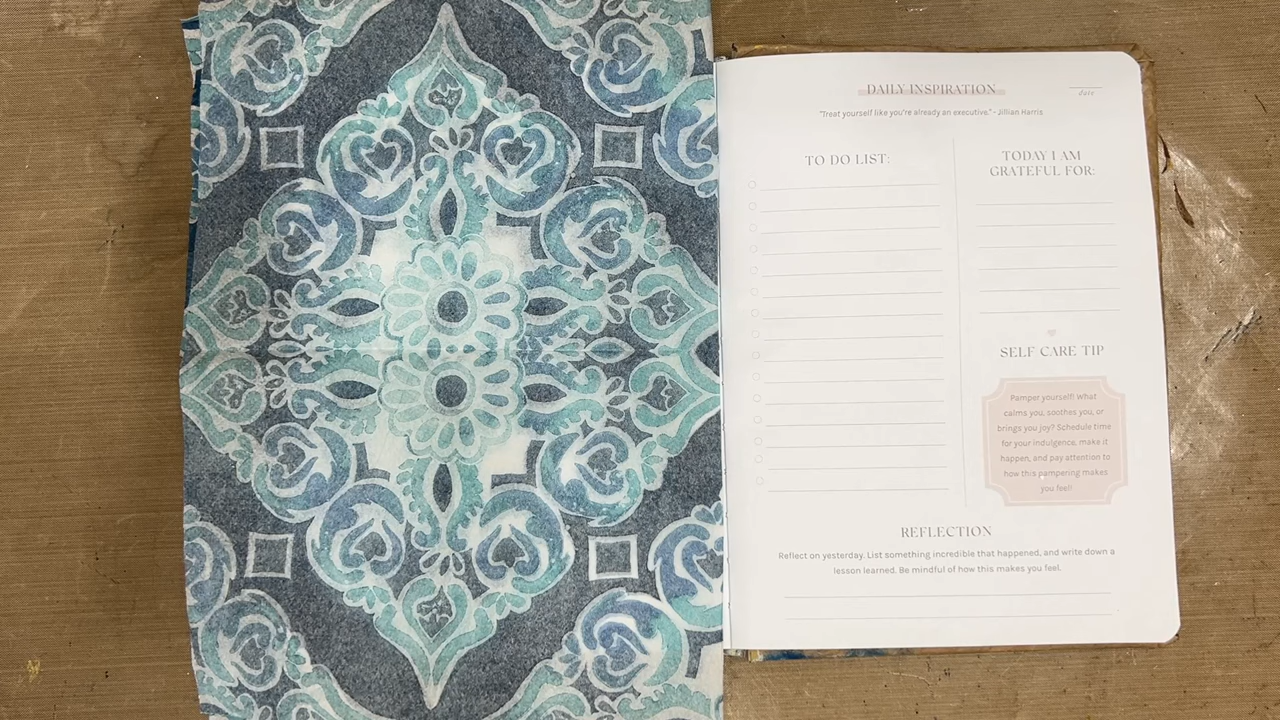 DAILY INSPIRATION
date
"Treat yourself like you're already an executive." - Jillian Harris
TO DO LIST:
TODAY I AM
GRATEFUL FOR:
SELF CARE TIP
Pamper yourself! What
calms you, soothes you, or
brings you joy? Schedule time
for your indulgence, make it
happen, and pay attention to
how this pampering makes
you feel!
REFLECTION
Reflect on yesterday. List something incredible that happened, and write down a
lesson learned. Be mindful of how this makes you feel.